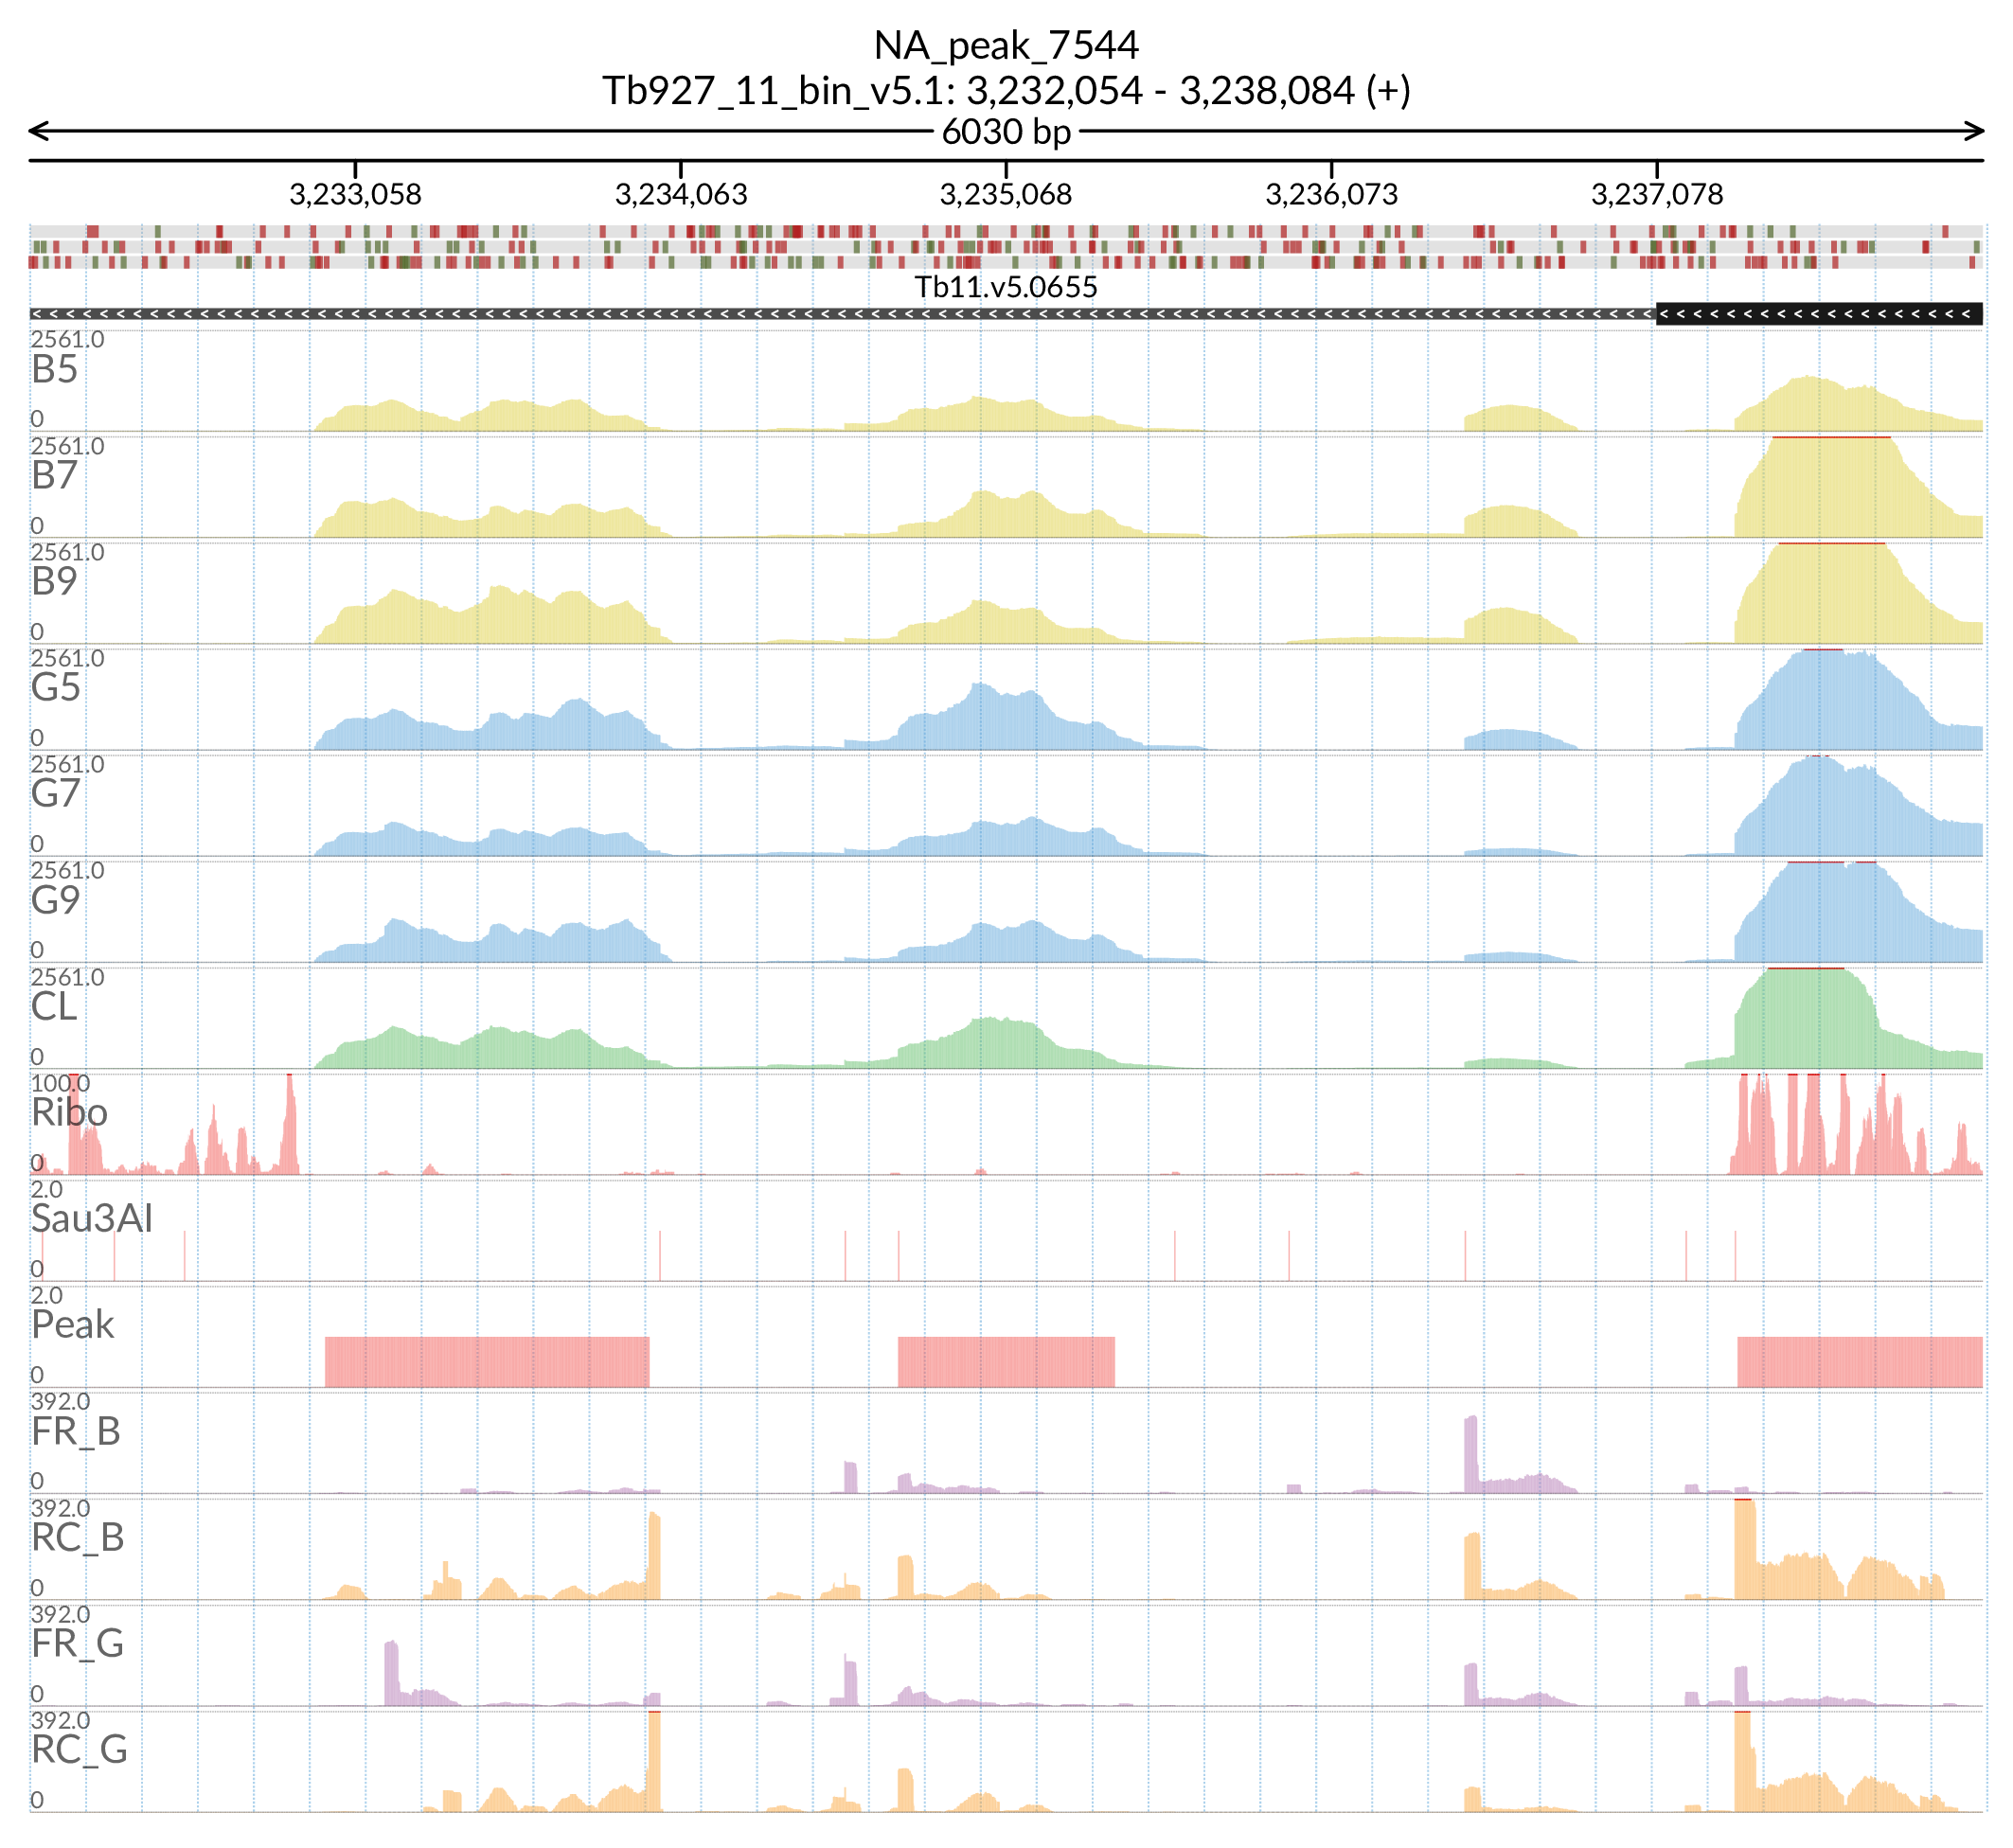 NA_peak_7544
Tb927_11_bin_v5.1: 3,232,054 - 3,238,084 (+)
6030 bp
3,233,058 3,234,063 3,235,068 3,236,073 3,237,078
Tb11.v5.0655
2561.0
B5
0
2561.0
B7
0
2561.0
B9
0
2561.0
G5
0
2561.0
G7
0
2561.0
G9
0
2561.0
CL
0
100.0
Ribo
0
2.0
Sau3AI
0
2.0
Peak
0
392.0
FR_B
0
392.0
RC_B
0
392.0
FR_G
0
392.0
RC_G
0